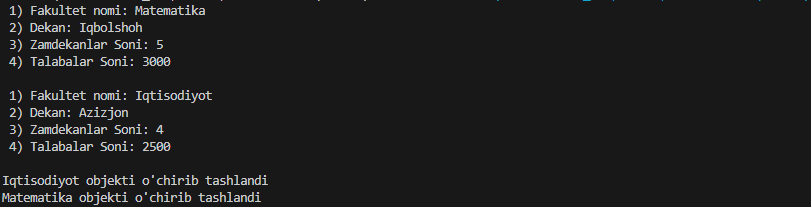 1) Fakultet nomi: Matematika
2) Dekan: Iqbolshoh
3) Zamdekanlar Soni: 5
4) Talabalar Soni: 3000
1) Fakultet nomi: Iqtisodiyot
2) Dekan: Azizjon
3) Zamdekanlar Soni: 4
4) Talabalar Soni: 2500
Iqtisodiyot objekti o'chirib tashlandi
Matematika objekti o'chirib tashlandi